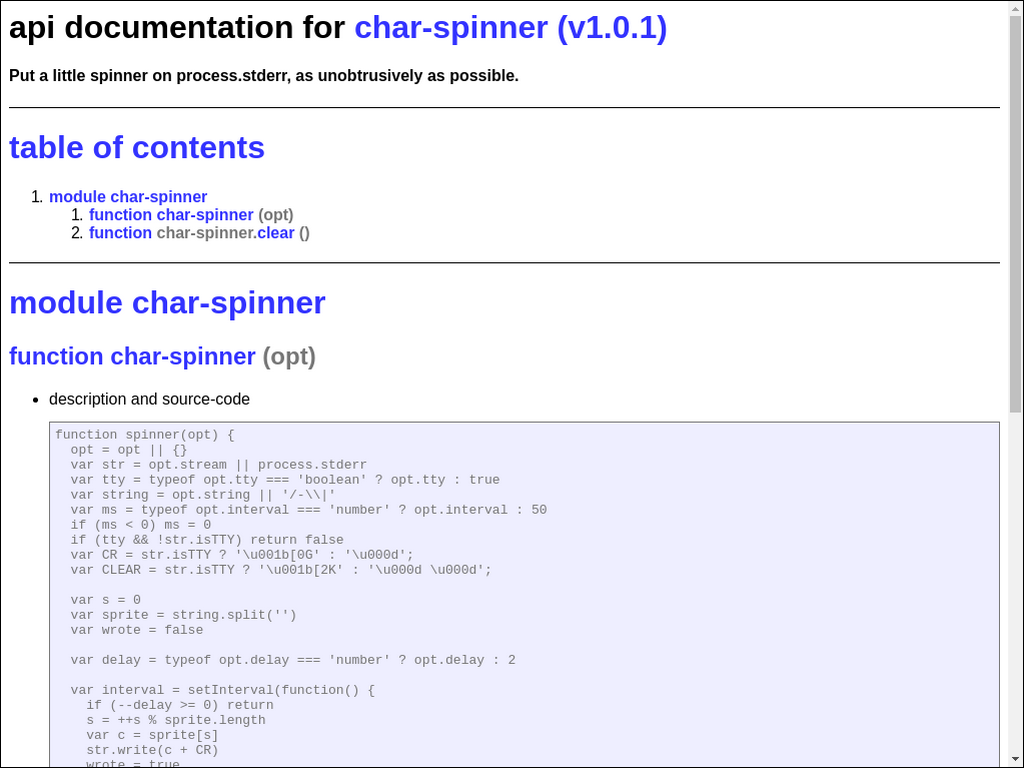 api documentation for char-spinner (v1.0.1)
Put a little spinner on process.stderr, as unobtrusively as possible.
table of contents
1. module char-spinner
1. function char-spinner (opt)
2. function char-spinner.clear ()
module char-spinner
function char-spinner (opt)
• description and source-code
function spinner(opt) {
  opt = opt || {}
  var str = opt.stream || process.stderr
  var tty = typeof opt.tty === 'boolean' ? opt.tty : true
  var string = opt.string || '/-\\|'
  var ms = typeof opt.interval === 'number' ? opt.interval : 50
  if (ms < 0) ms = 0
  if (tty && !str.isTTY) return false
  var CR = str.isTTY ? '\u001b[0G' : '\u000d';
  var CLEAR = str.isTTY ? '\u001b[2K' : '\u000d \u000d';

  var s = 0
  var sprite = string.split('')
  var wrote = false

  var delay = typeof opt.delay === 'number' ? opt.delay : 2

  var interval = setInterval(function() {
    if (--delay >= 0) return
    s = ++s % sprite.length
    var c = sprite[s]
    str.write(c + CR)
    wrote = true